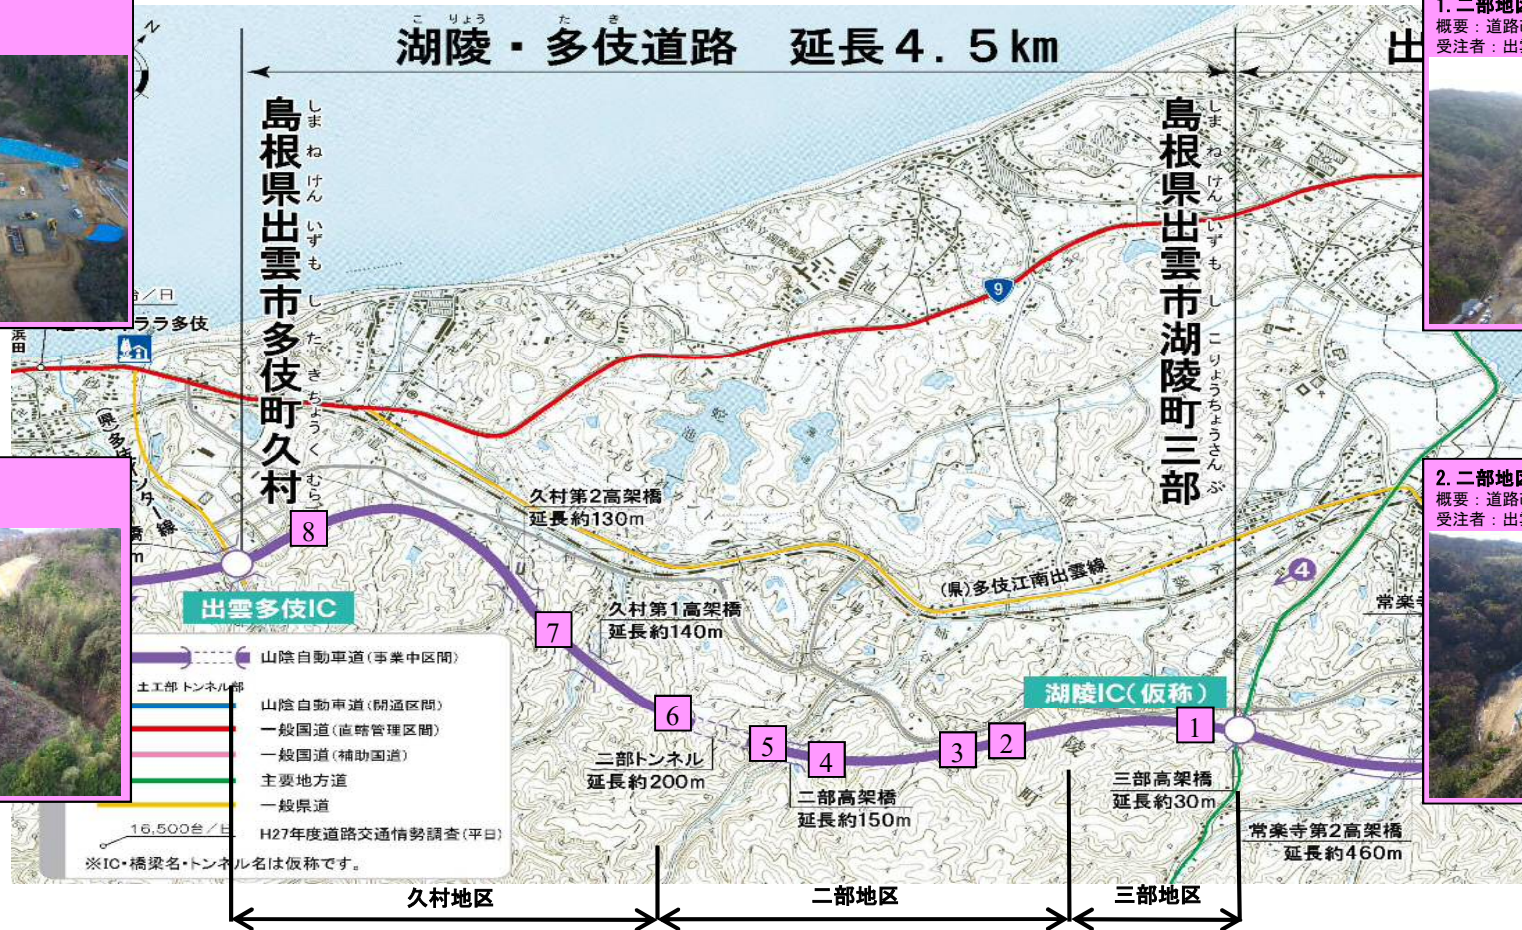 湖陵・多伎道路　延長4.5km
こ りょう　た き
出
1.二部地区
概要：道路
受注者：出雲
島根県出雲市多伎町久村
しまねけんいずもしたきちょうくむら
島根県出雲市湖陵町三部
しまねけんいずもしこりょうちょうさんぶ
N
台／日
ララ多伎
浜田
9
(県)多伎
ター線
2.二部地区
概要：道路
受注者：出雲
8
久村第2高架橋
延長約130m
出雲多伎IC
(県)多伎江南出雲線
4
常楽寺
7
久村第1高架橋
延長約140m
湖陵IC(仮称)
6
5
4
3
2
1
二部トンネル
延長約200m
二部高架橋
延長約150m
三部高架橋
延長約30m
常楽寺第2高架橋
延長約460m
山陰自動車道(事業中区間)
土工部 トンネル部
山陰自動車道(開通区間)
一般国道(直轄管理区間)
一般国道(補助国道)
主要地方道
一般県道
16,500台／日
H27年度道路交通情勢調査(平日)
※IC・橋梁名・トンネル名は仮称です。
久村地区
二部地区
三部地区